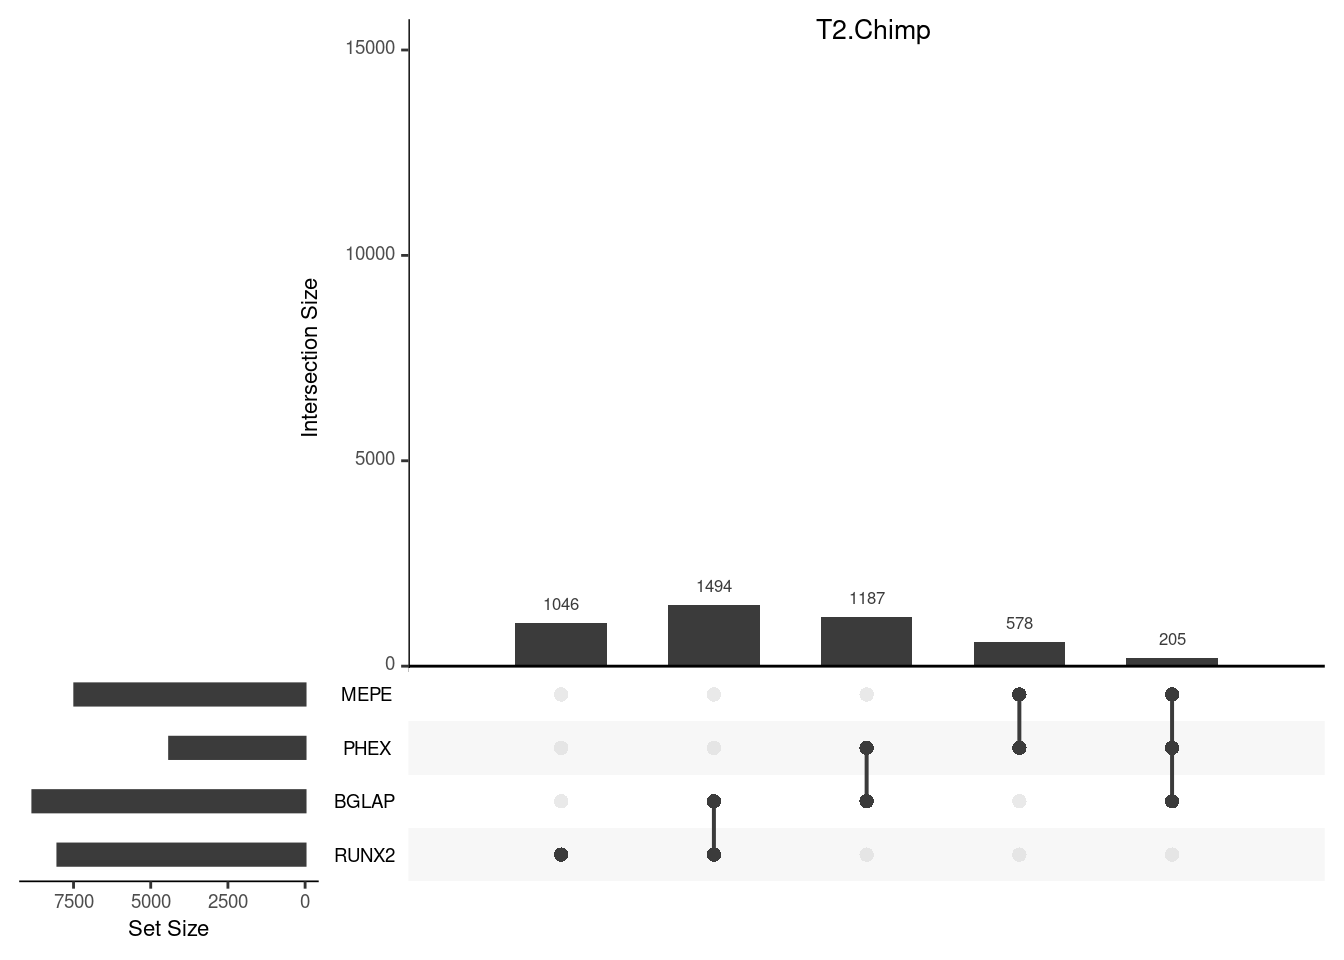 T2.Chimp
15000
10000
5000
0
Intersection Size
1046
1494
1187
578
205
MEPE
PHEX
BGLAP
RUNX2
7500 5000 2500 0
Set Size